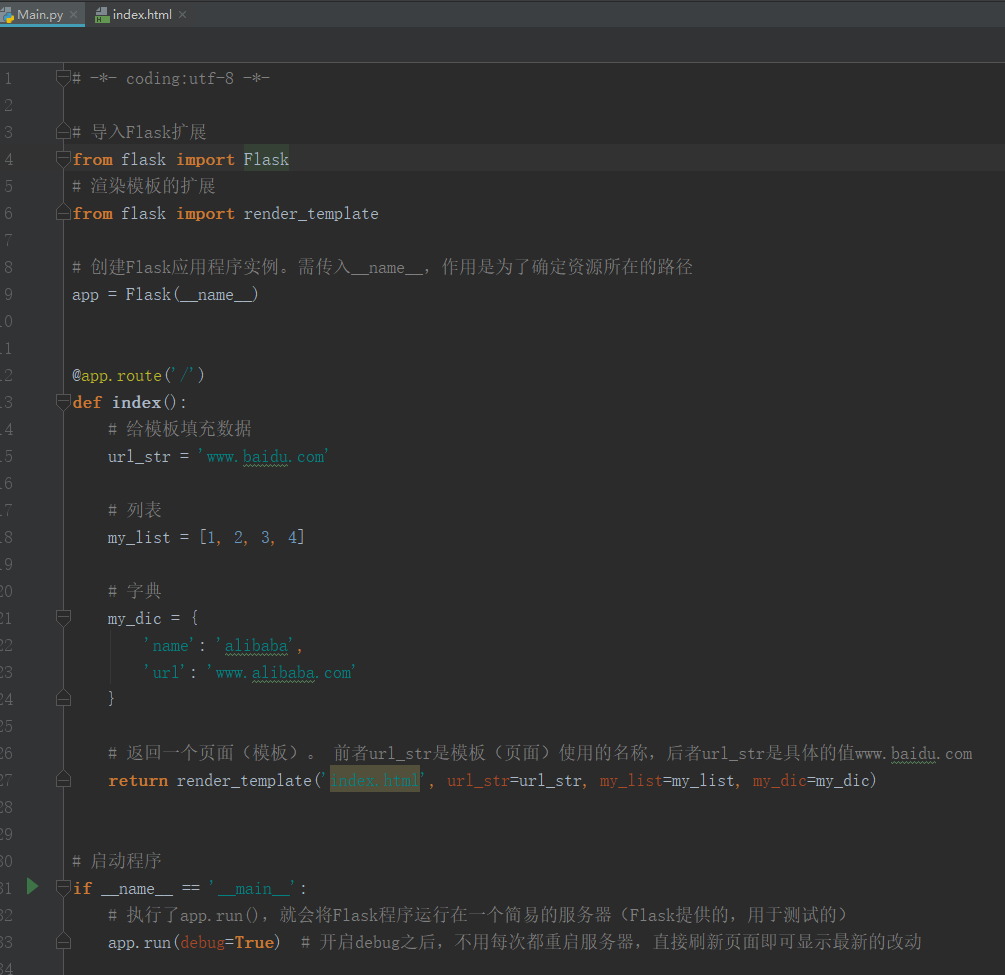 Main.py index.html
1 # -*- coding:utf-8 -*-
2
3 # 导入Flask扩展
4 from flask import Flask
5 # 渲染模板的扩展
6 from flask import render_template
7
8 # 创建Flask应用程序实例。需传入__name__，作用是为了确定资源所在的路径
9 app = Flask(__name__)
0
1
2 @app.route('/')
3 def index():
4 # 给模板填充数据
5 url_str = 'www.baidu.com'
6
7 # 列表
8 my_list = [1, 2, 3, 4]
9
20 # 字典
21 my_dic = {
22 'name': 'alibaba',
23 'url': 'www.alibaba.com'
24 }
25
26 # 返回一个页面（模板）。 前者url_str是模板（页面）使用的名称，后者url_str是具体的值www.baidu.com
27 return render_template('index.html', url_str=url_str, my_list=my_list, my_dic=my_dic)
28
29
30 # 启动程序
31 if __name__ == '__main__':
32 # 执行了app.run()，就会将Flask程序运行在一个简易的服务器（Flask提供的，用于测试的）
33 app.run(debug=True) # 开启debug之后，不用每次都重启服务器，直接刷新页面即可显示最新的改动
34